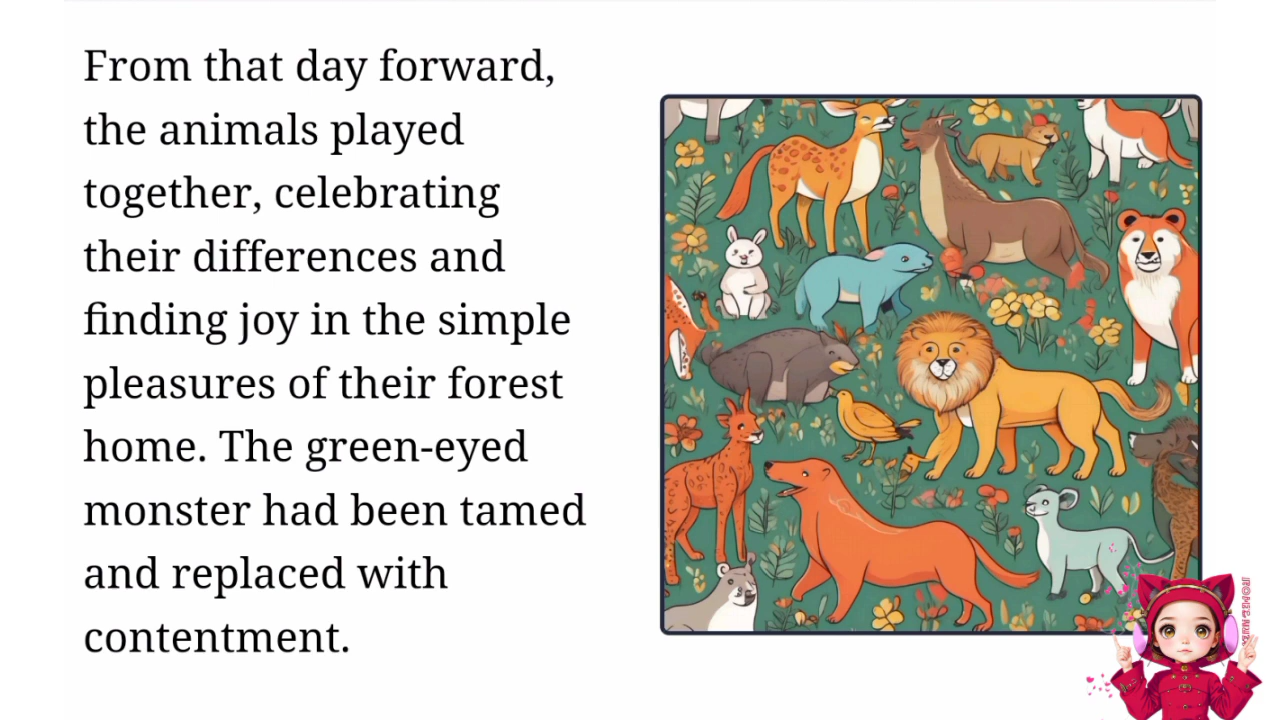 From that day forward,
the animals played
together, celebrating
their differences and
finding joy in the simple
pleasures of their forest
home. The green-eyed
monster had been tamed
and replaced with
contentment.